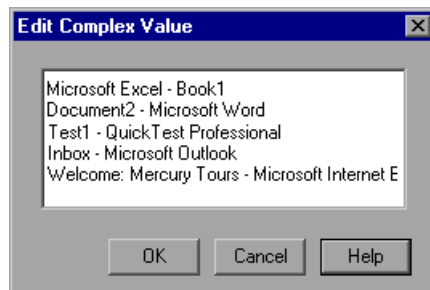 Edit Complex Value
Microsoft Excel - Book1
Document2 - Microsoft Word
Test1 - QuickTest Professional
Inbox - Microsoft Outlook
Welcome: Mercury Tours - Microsoft Internet E
OK Cancel Help